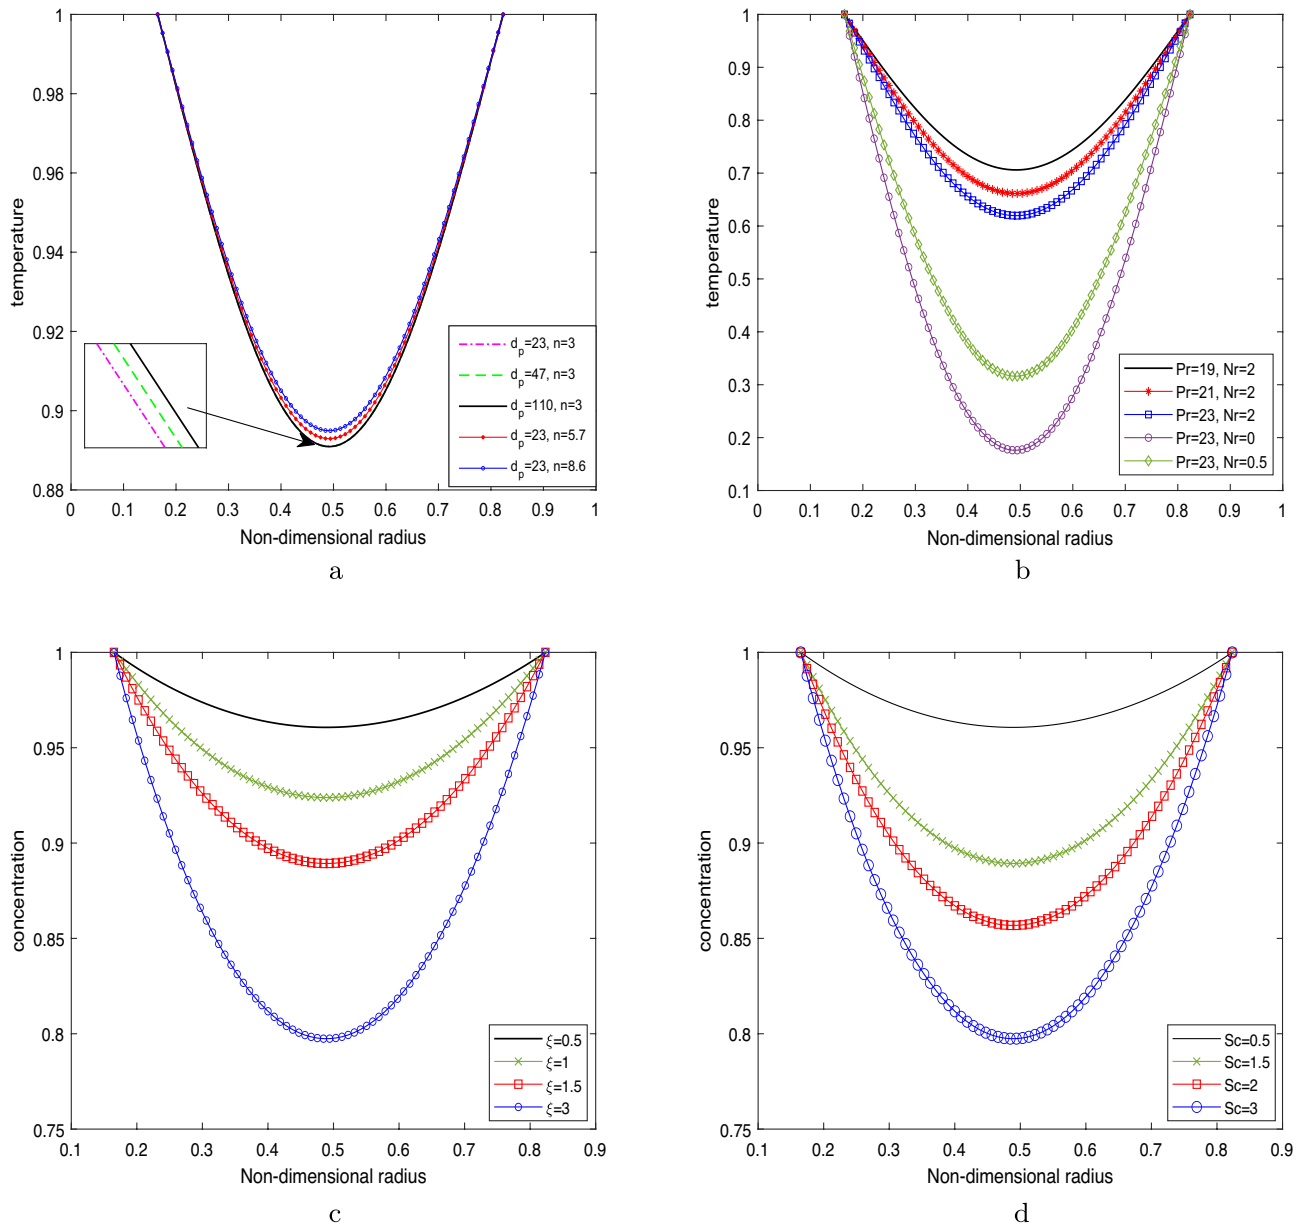 1
0.98
0.96
0.94
0.92
0.9
0.88
temperature
0 0.1 0.2 0.3 0.4 0.5 0.6 0.7 0.8 0.9 1
Non-dimensional radius
d_p=23, n=3
d_p=47, n=3
d_p=110, n=3
d_p=23, n=5.7
d_p=23, n=8.6
a
1
0.9
0.8
0.7
0.6
0.5
0.4
0.3
0.2
0.1
temperature
0 0.1 0.2 0.3 0.4 0.5 0.6 0.7 0.8 0.9 1
Non-dimensional radius
Pr=19, Nr=2
Pr=21, Nr=2
Pr=23, Nr=2
Pr=23, Nr=0
Pr=23, Nr=0.5
b
1
0.95
0.9
0.85
0.8
0.75
concentration
0.1 0.2 0.3 0.4 0.5 0.6 0.7 0.8 0.9
Non-dimensional radius
ξ=0.5
ξ=1
ξ=1.5
ξ=3
c
1
0.95
0.9
0.85
0.8
0.75
concentration
0.1 0.2 0.3 0.4 0.5 0.6 0.7 0.8 0.9
Non-dimensional radius
Sc=0.5
Sc=1.5
Sc=2
Sc=3
d